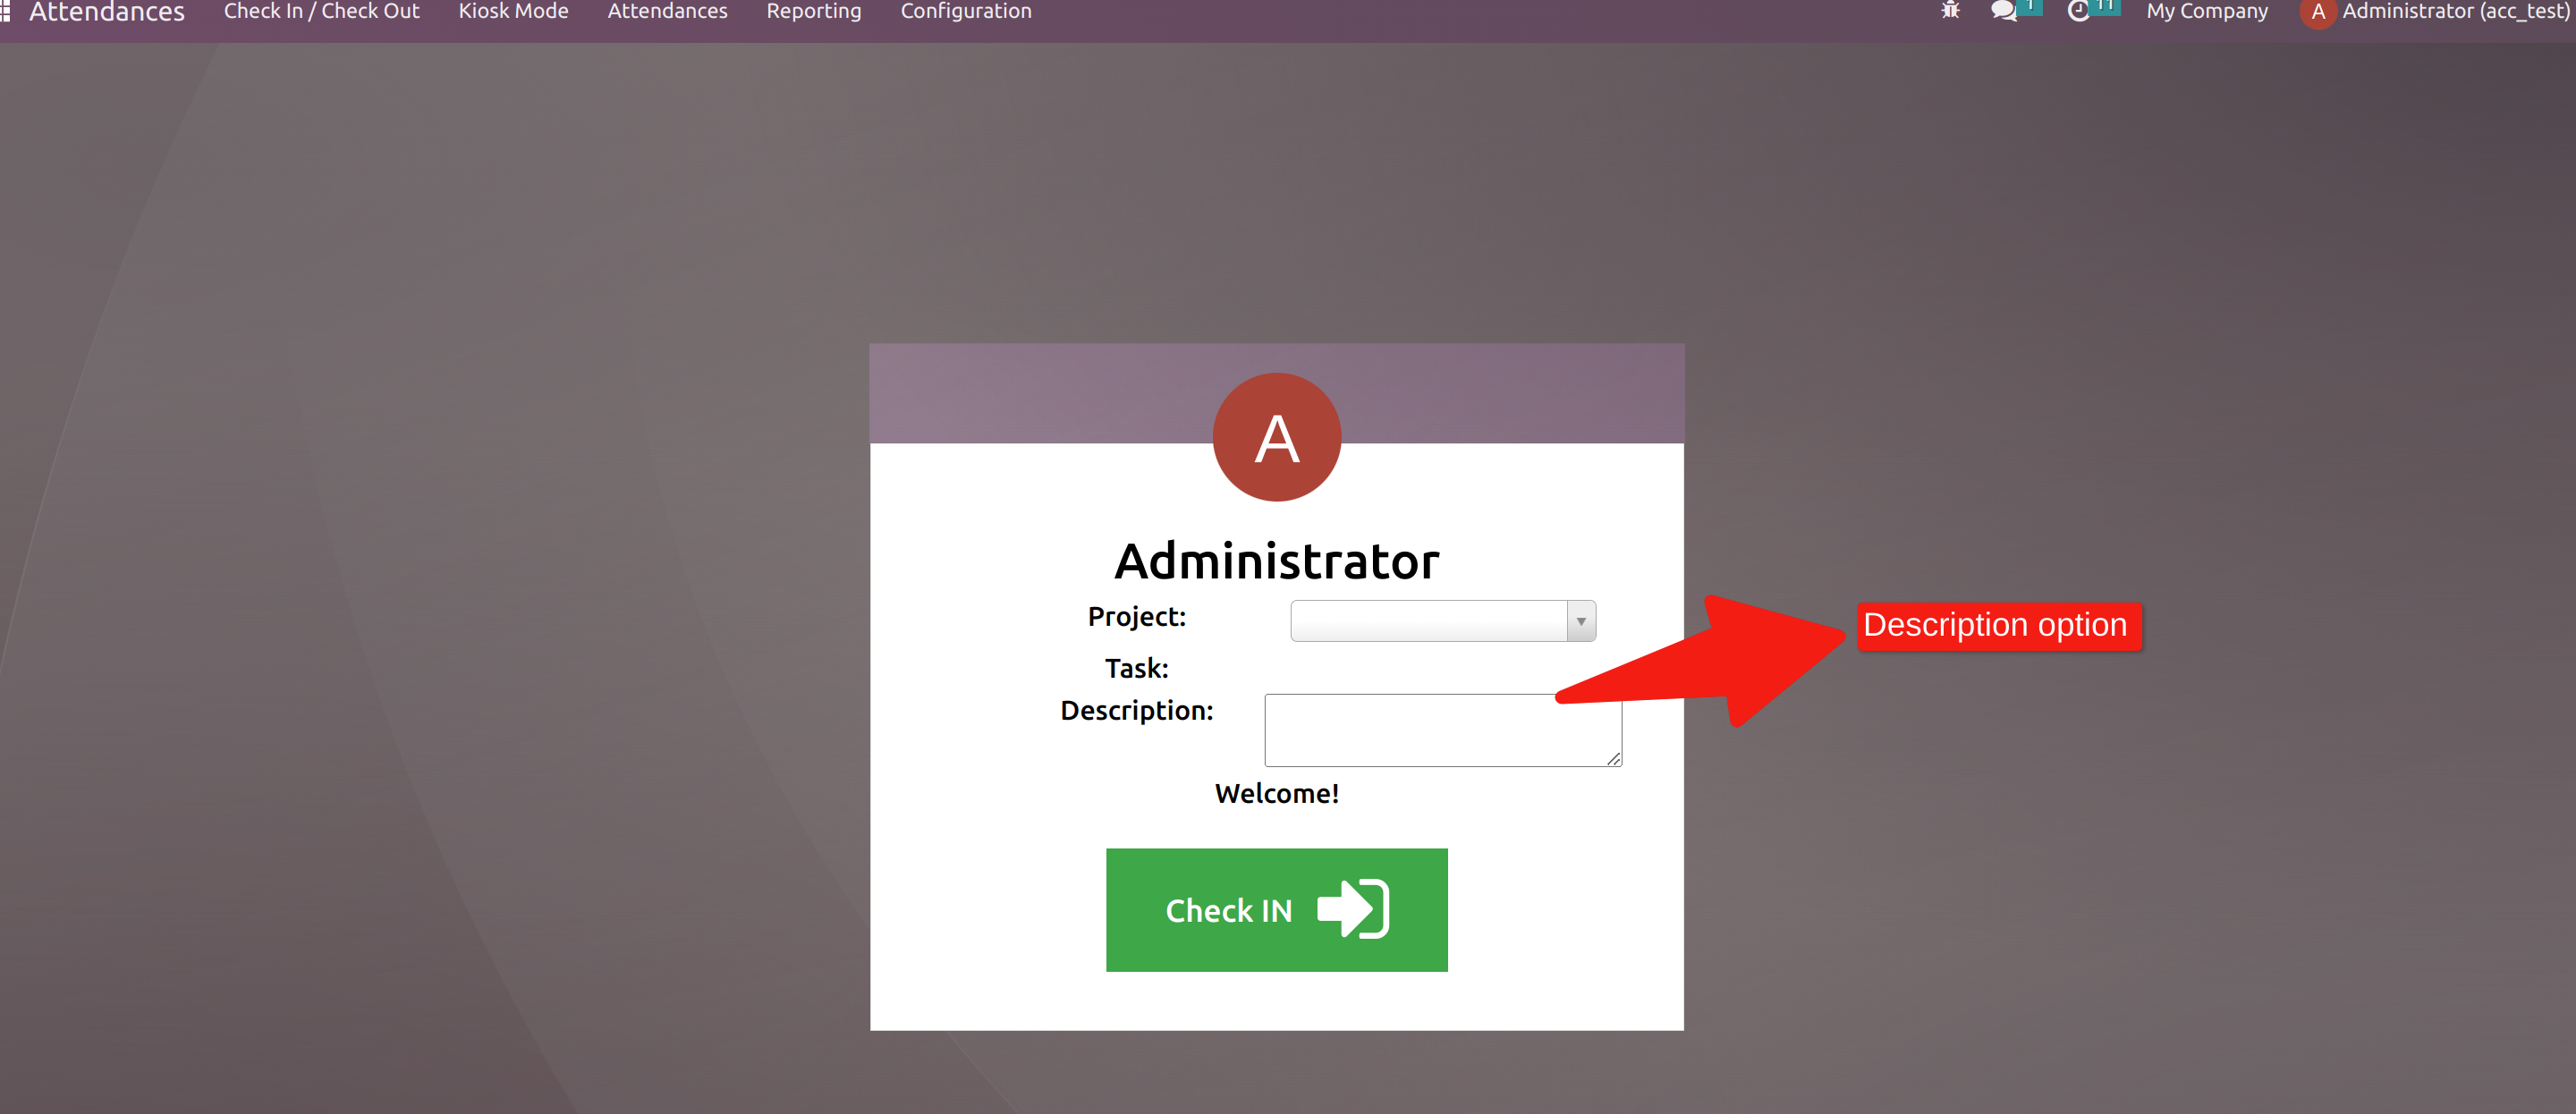 Attendances Check In / Check Out Kiosk Mode Attendances Reporting Configuration 1 11 My Company A Administrator (acc_test)
A
Administrator
Project:
Description option
Task:
Description:
Welcome!
Check IN